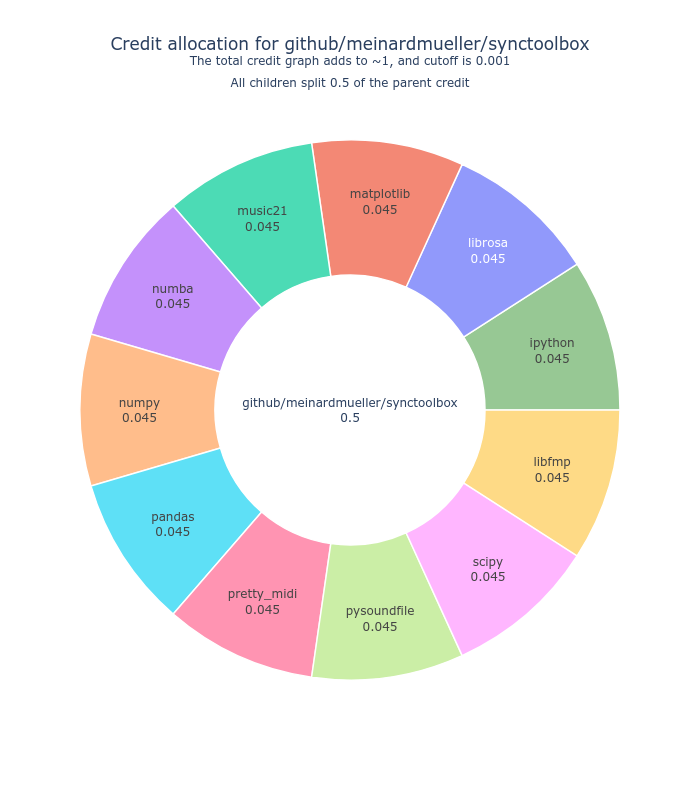 Credit allocation for github/meinardmueller/synctoolbox
The total credit graph adds to ~1, and cutoff is 0.001
All children split 0.5 of the parent credit
matplotlib
0.045
music21
0.045
librosa
0.045
numba
0.045
ipython
0.045
numpy
0.045
github/meinardmueller/synctoolbox
0.5
libfmp
0.045
pandas
0.045
scipy
0.045
pretty_midi
0.045
pysoundfile
0.045